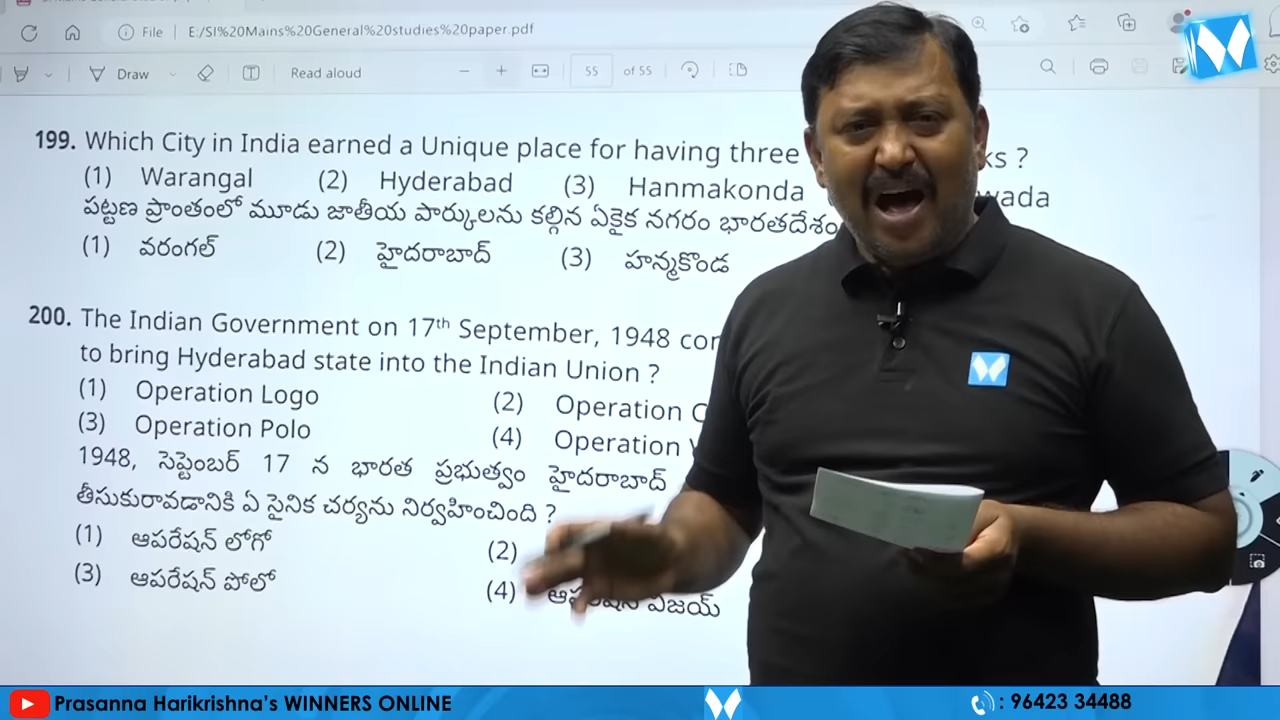 File E:/SI%20Mains%20General%20studies%20paper.pdf
Draw Read aloud 55 of 55
199. Which City in India earned a Unique place for having three
(1) Warangal (2) Hyderabad (3) Hanmakonda
పట్టణ ప్రాంతంలో మూడు జాతీయ పార్కులను కల్గిన ఏకైక నగరం భారతదేశం
(1) వరంగల్ (2) హైదరాబాద్ (3) హన్మకొండ
200. The Indian Government on 17th September, 1948
to bring Hyderabad state into the Indian Union ?
(1) Operation Logo (2) Operation
(3) Operation Polo (4) Operation
1948, సెప్టెంబర్ 17 న భారత ప్రభుత్వం హైదరాబాద్
తీసుకురావడానికి ఏ సైనిక చర్యను నిర్వహించింది ?
(1) ఆపరేషన్ లోగో (2)
(3) ఆపరేషన్ పోలో (4) ఆపరేషన్ విజయ్
Prasanna Harikrishna's WINNERS ONLINE : 96423 34488